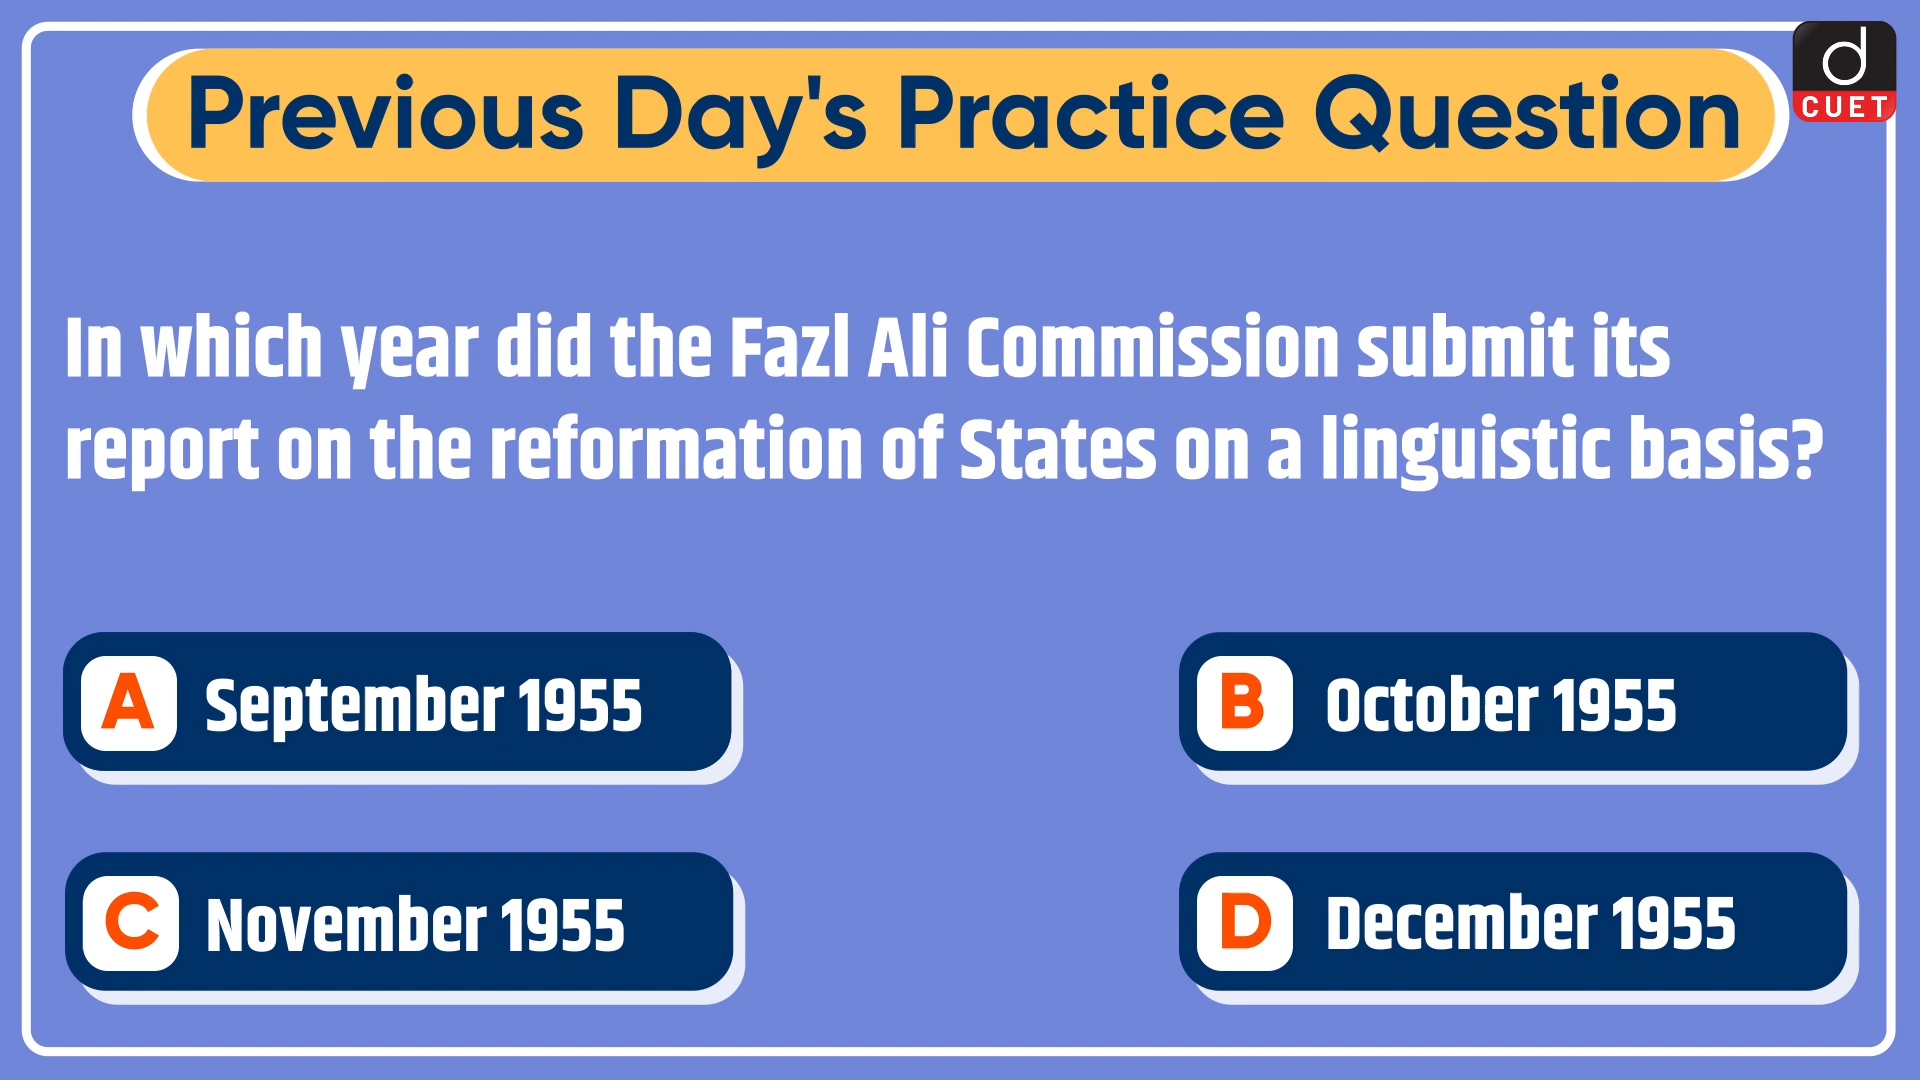 Previous Day's Practice Question
d
CUET
In which year did the Fazl Ali Commission submit its
report on the reformation of States on a linguistic basis?
A September 1955
B October 1955
C November 1955
D December 1955